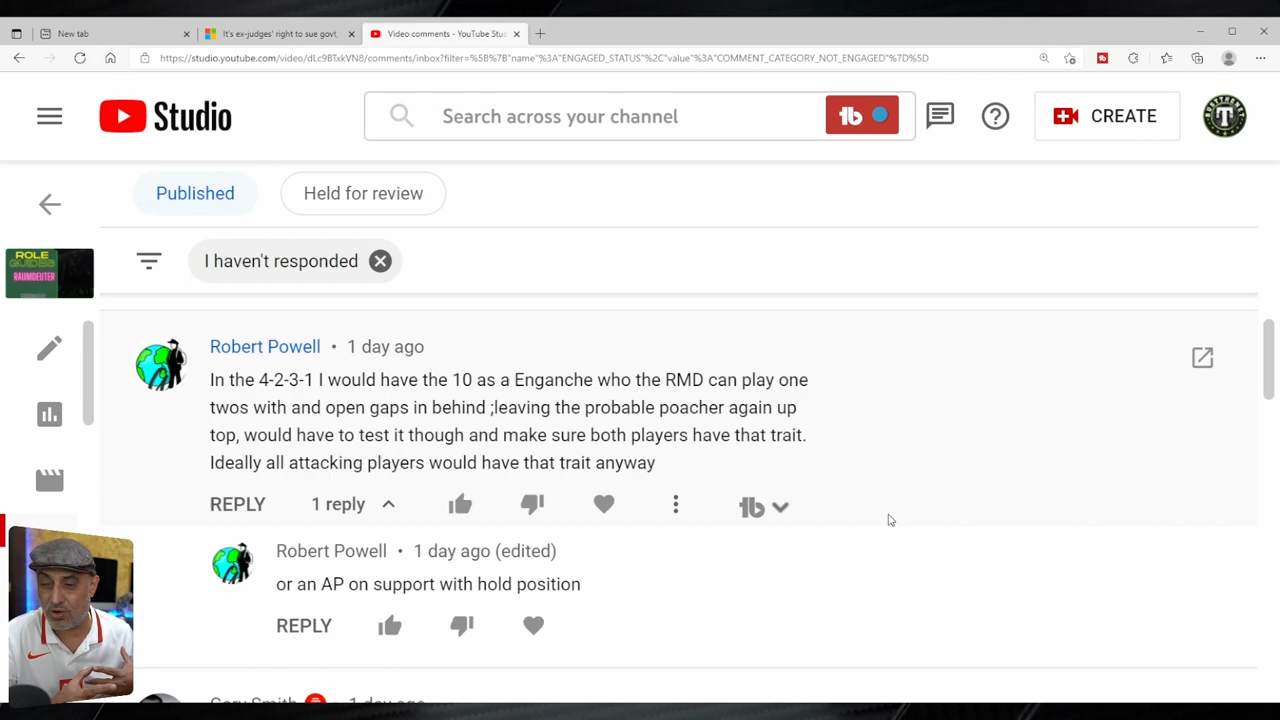 New tab
It's ex-judges' right to sue govt,
Video comments - YouTube Stu
https://studio.youtube.com/video/dLc9BTxkVN8/comments/inbox?filter=%5B%7B"name"%3A"ENGAGED_STATUS"%2C"value"%3A"COMMENT_CATEGORY_NOT_ENGAGED"%7D%5D
Studio
Search across your channel
CREATE
Published
Held for review
I haven't responded
ROLE
GUIDES
RAUMDEUTER
Robert Powell • 1 day ago
In the 4-2-3-1 I would have the 10 as a Enganche who the RMD can play one
twos with and open gaps in behind ;leaving the probable poacher again up
top, would have to test it though and make sure both players have that trait.
Ideally all attacking players would have that trait anyway
REPLY
1 reply
Robert Powell • 1 day ago (edited)
or an AP on support with hold position
REPLY
Gary Smith
1 day ago